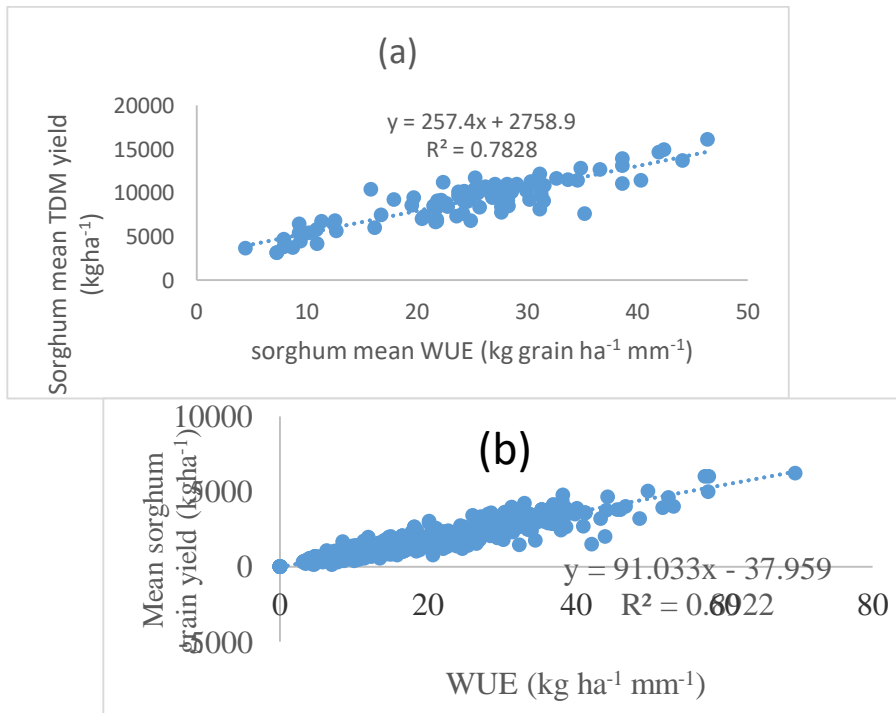 (a)
Sorghum mean TDM yield
(kgha⁻¹)
20000
15000
10000
5000
0
y = 257.4x + 2758.9
R² = 0.7828
0 10 20 30 40 50
sorghum mean WUE (kg grain ha⁻¹ mm⁻¹)
(b)
Mean sorghum
grain yield (kgha⁻¹)
10000
5000
0
-5000
y = 91.033x - 37.959
R² =
0 20 40 60 80
WUE (kg ha⁻¹ mm⁻¹)